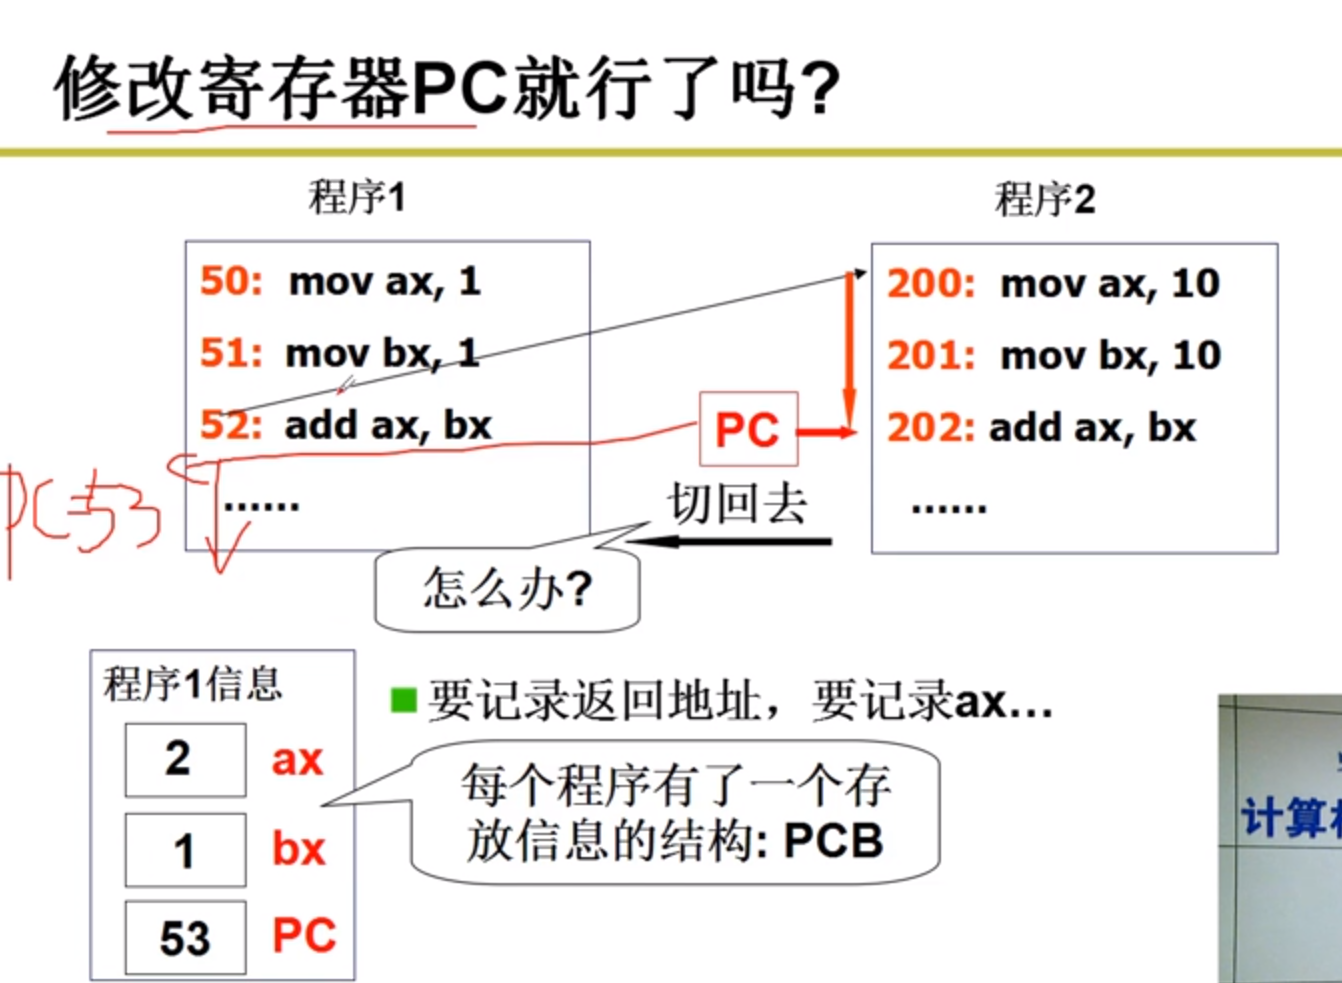 修改寄存器PC就行了吗?
程序1
50: mov ax, 1
51: mov bx, 1
52: add ax, bx
......
PC=53
程序2
200: mov ax, 10
201: mov bx, 10
202: add ax, bx
......
PC
切回去
怎么办?
程序1信息
2 ax
1 bx
53 PC
■ 要记录返回地址，要记录ax...
每个程序有了一个存
放信息的结构: PCB
计算